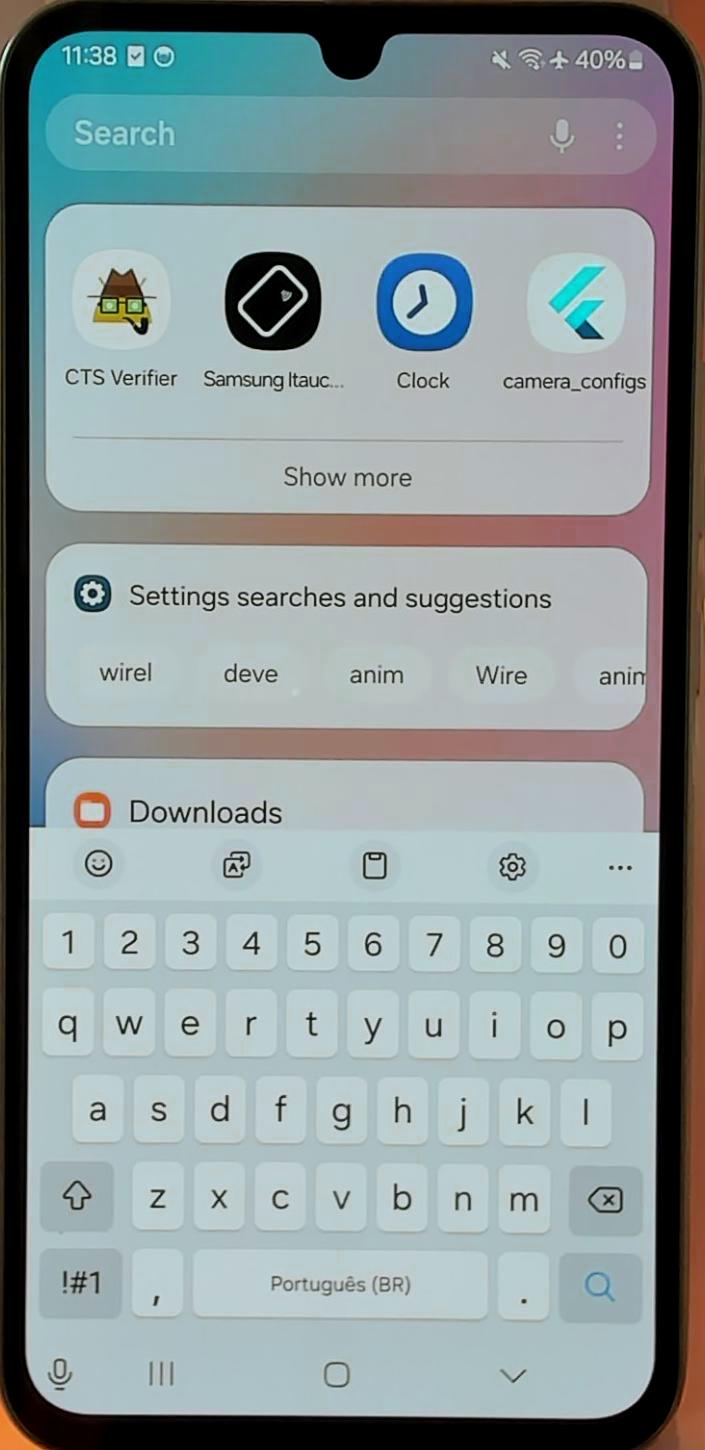 11:38 40%
Search
CTS Verifier Samsung Itauc... Clock camera_configs
Show more
Settings searches and suggestions
wirel deve anim Wire anim
Downloads
1 2 3 4 5 6 7 8 9 0
q w e r t y u i o p
a s d f g h j k l
z x c v b n m
!#1 , Português (BR) .